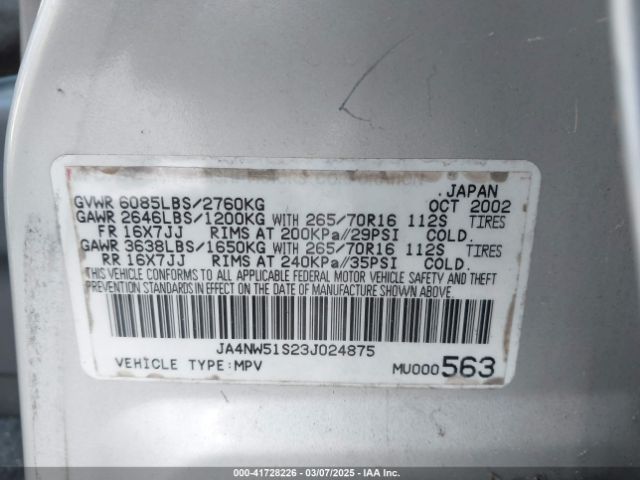 .JAPAN
GVWR 6085LBS/2760KG OCT 2002
GAWR 2646LBS/1200KG WITH 265/70R16 112S TIRES
FR 16X7JJ RIMS AT 200KPa//29PSI COLD.
GAWR 3638LBS/1650KG WITH 265/70R16 112S TIRES
RR 16X7JJ RIMS AT 240KPa//35PSI COLD.
THIS VEHICLE CONFORMS TO ALL APPLICABLE FEDERAL MOTOR VEHICLE SAFETY AND THEFT
PREVENTION STANDARDS IN EFFECT ON THE DATE OF MANUFACTURE SHOWN ABOVE.
JA4NW51S23J024875
VEHICLE TYPE:MPV MU000563
000-41728226 - 03/07/2025 - IAA Inc.